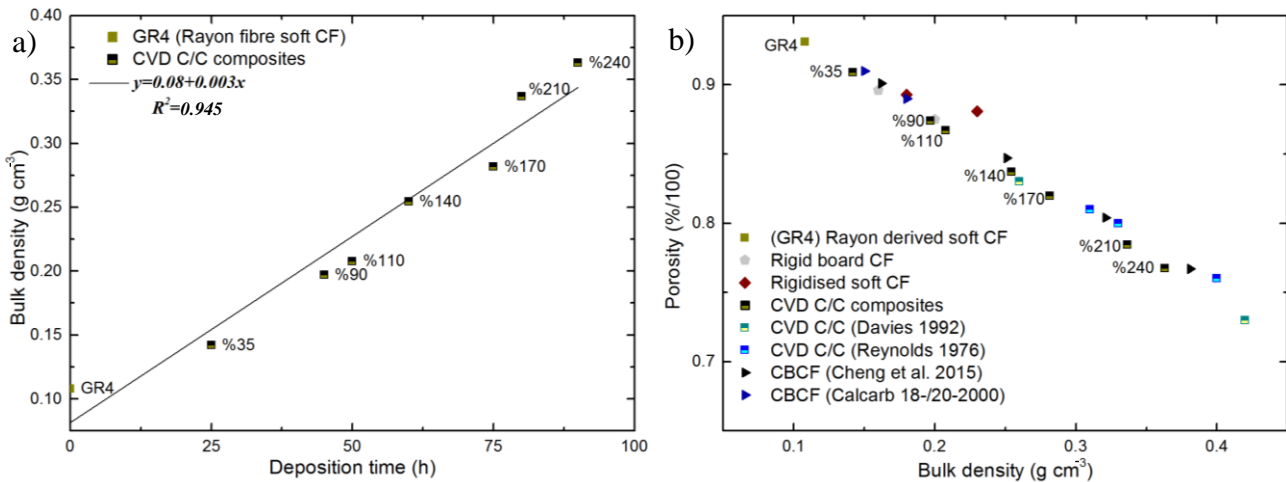 a)
GR4 (Rayon fibre soft CF)
CVD C/C composites
y=0.08+0.003x
R²=0.945
0.40
0.35
0.30
0.25
0.20
0.15
0.10
Bulk density (g cm⁻³)
GR4
%35
%90
%110
%140
%170
%210
%240
0
25
50
75
100
Deposition time (h)
b)
0.9
0.8
0.7
Porosity (%/100)
GR4
%35
%90
%110
%140
%170
%210
%240
(GR4) Rayon derived soft CF
Rigid board CF
Rigidised soft CF
CVD C/C composites
CVD C/C (Davies 1992)
CVD C/C (Reynolds 1976)
CBCF (Cheng et al. 2015)
CBCF (Calcarb 18-/20-2000)
0.1
0.2
0.3
0.4
Bulk density (g cm⁻³)